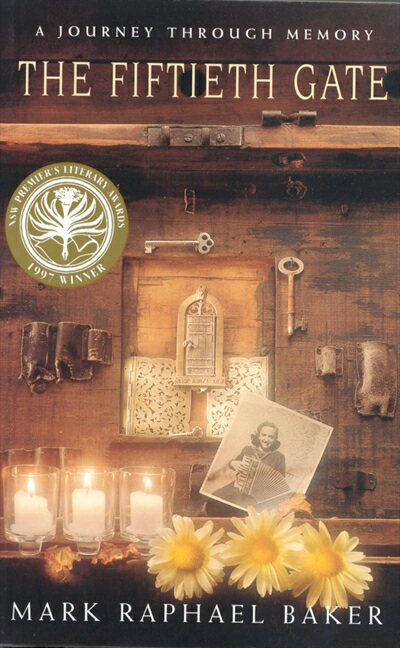 A JOURNEY THROUGH MEMORY
THE FIFTIETH GATE
NSW PREMIER'S LITERARY AWARDS
1997 WINNER
MARK RAPHAEL BAKER